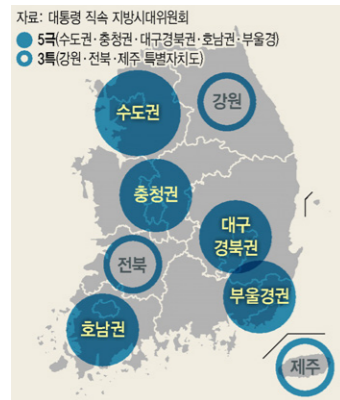 자료: 대통령 직속 지방시대위원회
5극(수도권·충청권·대구경북권·호남권·부울경)
3특(강원·전북·제주 특별자치도)
강원
수도권
충청권
대구
경북권
전북
부울경권
호남권
제주